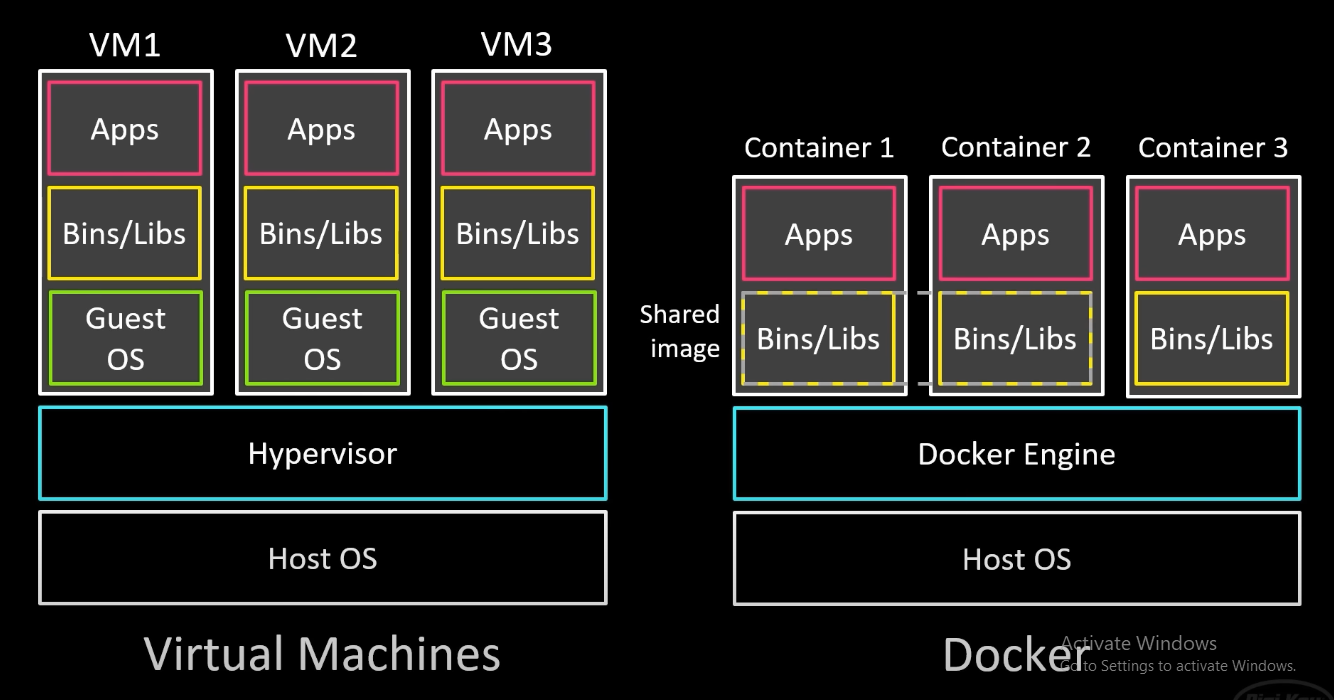 VM1
VM2
VM3
Apps
Apps
Apps
Bins/Libs
Bins/Libs
Bins/Libs
Guest
OS
Guest
OS
Guest
OS
Hypervisor
Host OS
Virtual Machines
Container 1
Container 2
Container 3
Apps
Apps
Apps
Shared
image
Bins/Libs
Bins/Libs
Bins/Libs
Docker Engine
Host OS
Docker
Activate Windows
Go to Settings to activate Windows.